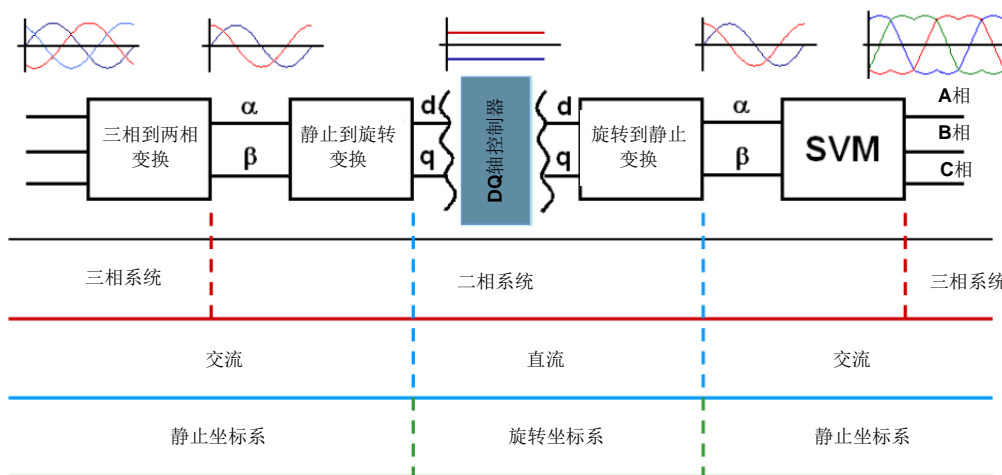 三相到两相
变换
α
β
静止到旋转
变换
d
q
DQ轴控制器
d
q
旋转到静止
变换
α
β
SVM
A相
B相
C相
三相系统
二相系统
三相系统
交流
直流
交流
静止坐标系
旋转坐标系
静止坐标系